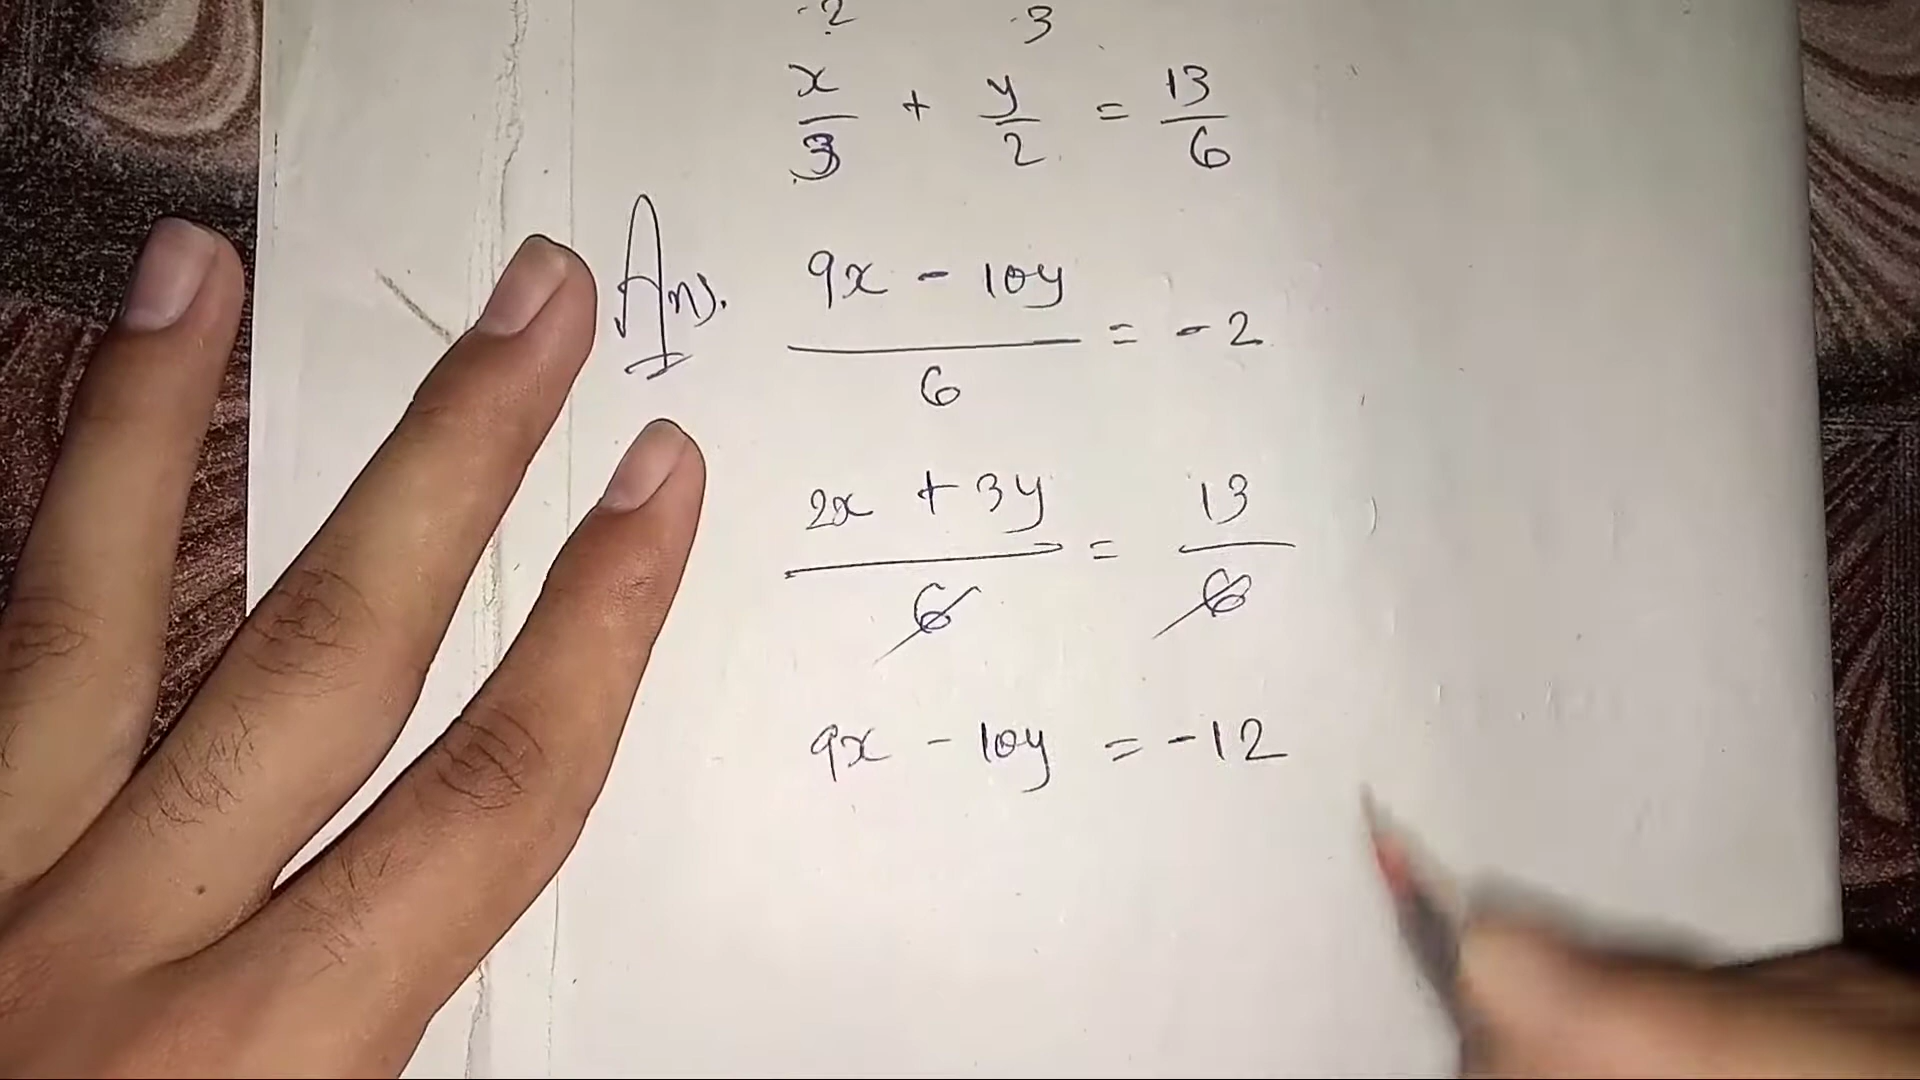 ·2 ·3
x/3 + y/2 = 13/6
Ans. 9x - 10y / 6 = -2
2x + 3y / 6 = 13 / 6
9x - 10y = -12